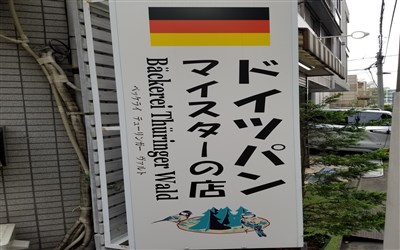 ドイツパン
マイスターの店
Bäckerei Thüringer Wald
ベッケライ テューリンガー ヴァルト